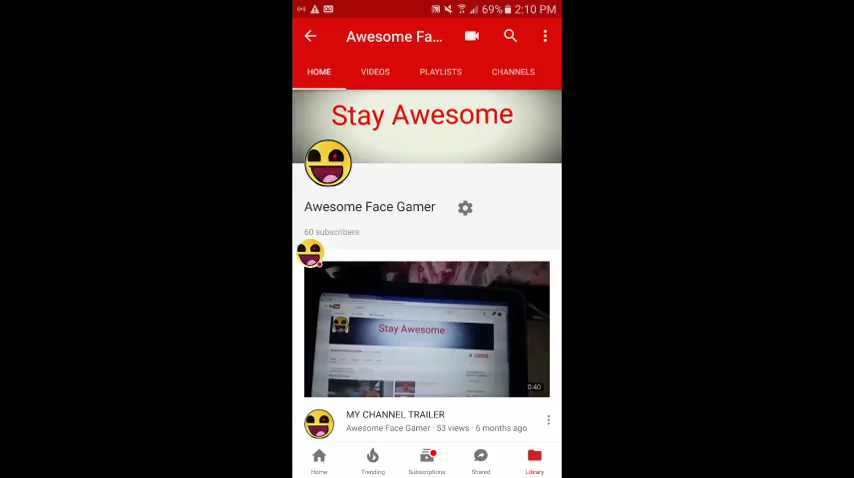 69% 2:10 PM
Awesome Fa...
HOME VIDEOS PLAYLISTS CHANNELS
Stay Awesome
Awesome Face Gamer
60 subscribers
Stay Awesome
0:40
MY CHANNEL TRAILER
Awesome Face Gamer · 53 views · 6 months ago
Home Trending Subscriptions Shared Library